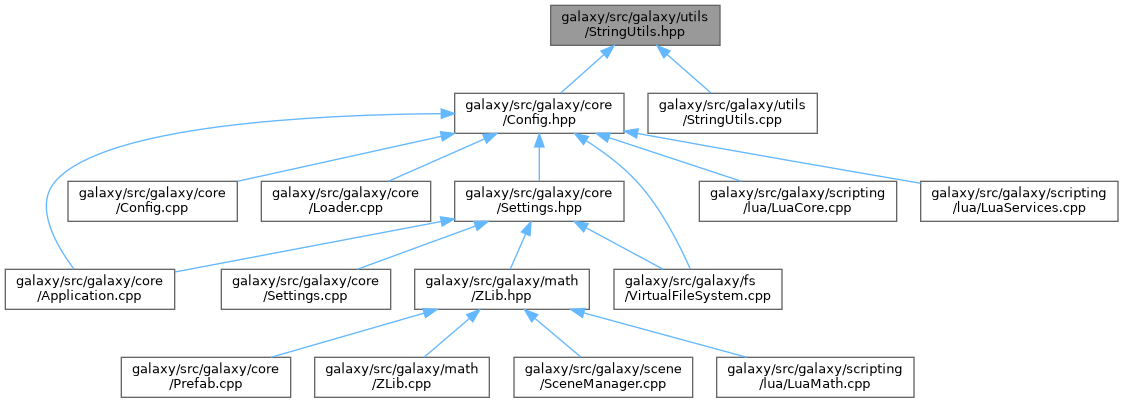 galaxy/src/galaxy/utils
/StringUtils.hpp
galaxy/src/galaxy/core
/Config.hpp
galaxy/src/galaxy/utils
/StringUtils.cpp
galaxy/src/galaxy/core
/Config.cpp
galaxy/src/galaxy/core
/Loader.cpp
galaxy/src/galaxy/core
/Settings.hpp
galaxy/src/galaxy/scripting
/lua/LuaCore.cpp
galaxy/src/galaxy/scripting
/lua/LuaServices.cpp
galaxy/src/galaxy/core
/Application.cpp
galaxy/src/galaxy/core
/Settings.cpp
galaxy/src/galaxy/math
/ZLib.hpp
galaxy/src/galaxy/fs
/VirtualFileSystem.cpp
galaxy/src/galaxy/core
/Prefab.cpp
galaxy/src/galaxy/math
/ZLib.cpp
galaxy/src/galaxy/scene
/SceneManager.cpp
galaxy/src/galaxy/scripting
/lua/LuaMath.cpp